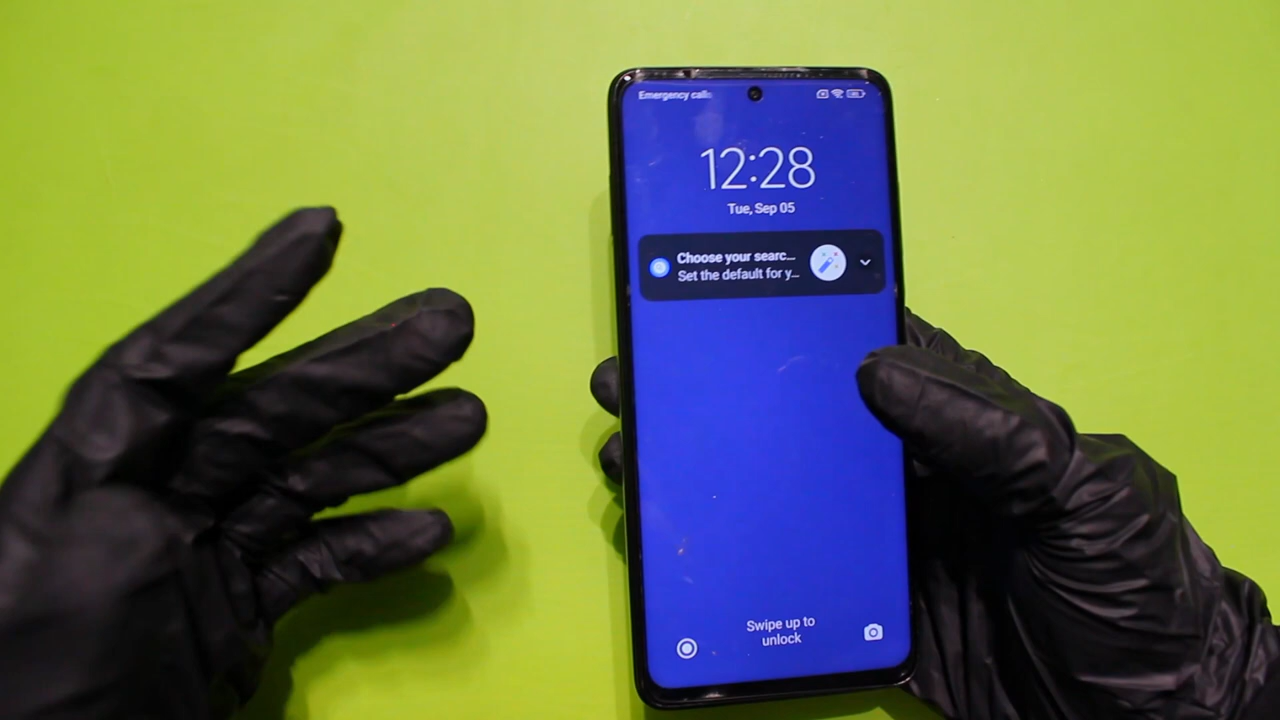 Emergency calls
12:28
Tue, Sep 05
Choose your searc...
Set the default for y...
Swipe up to
unlock